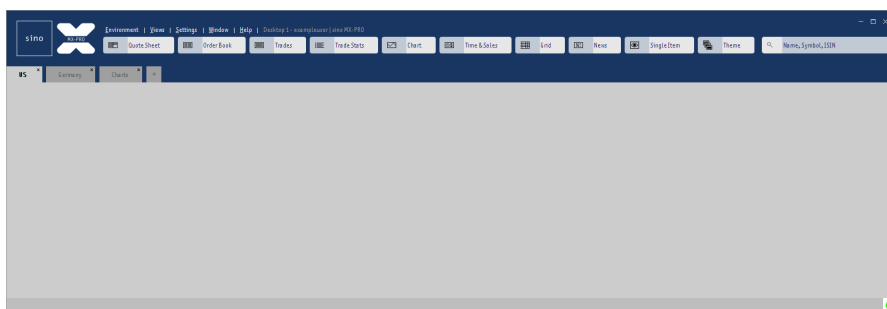 sino
MX-PRO
Environment | Views | Settings | Window | Help | Desktop 1 - exampleuser | sino MX-PRO
Quote Sheet
Order Book
Trades
Trade Stats
Chart
Time & Sales
Grid
News
Single Item
Theme
Name, Symbol, ISIN
US
Germany
Charts
+